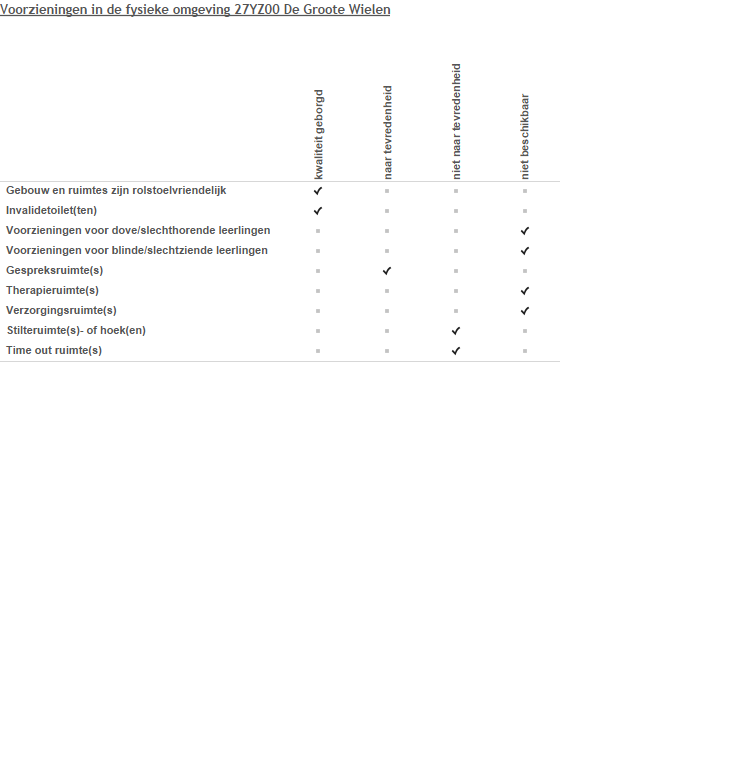 Voorzieningen in de fysieke omgeving 27YZ00 De Groote Wielen
kwaliteit geborgd
naar tevredenheid
niet naar tevredenheid
niet beschikbaar
Gebouw en ruimtes zijn rolstoelvriendelijk
Invalidetoilet(ten)
Voorzieningen voor dove/slechthorende leerlingen
Voorzieningen voor blinde/slechtziende leerlingen
Gespreksruimte(s)
Therapieruimte(s)
Verzorgingsruimte(s)
Stilteruimte(s)- of hoek(en)
Time out ruimte(s)